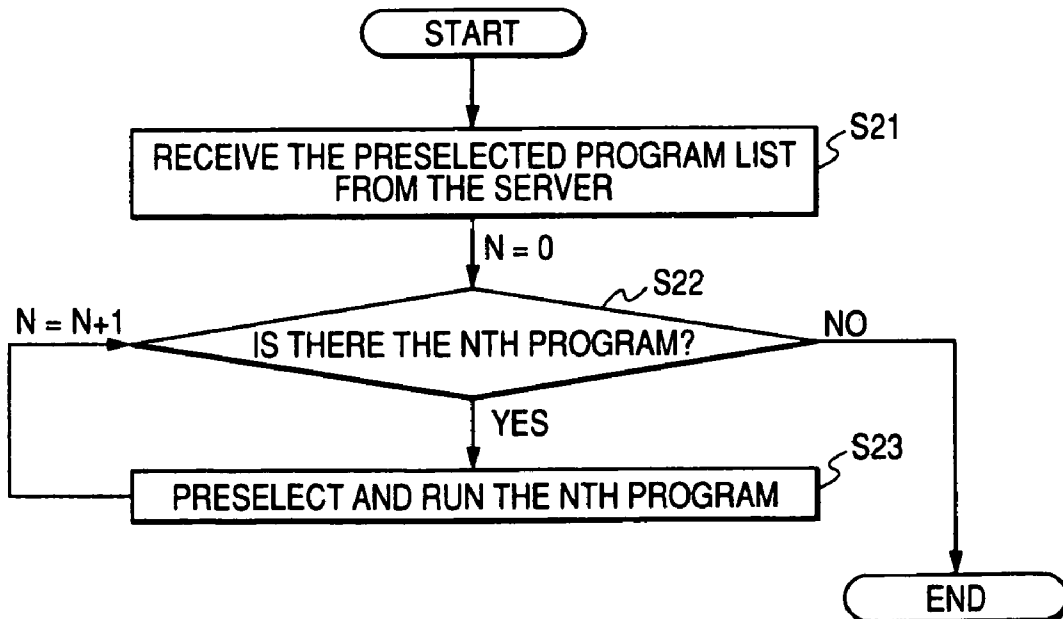 START
S21
RECEIVE THE PRESELECTED PROGRAM LIST
FROM THE SERVER
N = 0
S22
N = N+1
IS THERE THE NTH PROGRAM?
NO
YES
S23
PRESELECT AND RUN THE NTH PROGRAM
END